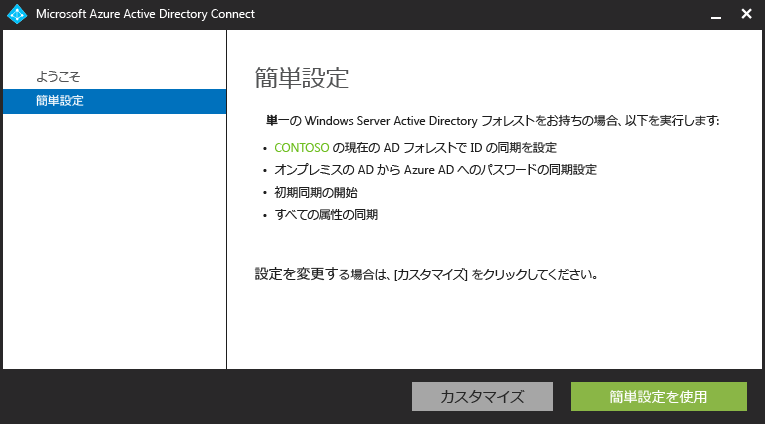 Microsoft Azure Active Directory Connect
ようこそ
簡単設定
簡単設定
単一の Windows Server Active Directory フォレストをお持ちの場合、以下を実行します:
• CONTOSO の現在の AD フォレストで ID の同期を設定
• オンプレミスの AD から Azure AD へのパスワードの同期設定
• 初期同期の開始
• すべての属性の同期
設定を変更する場合は、[カスタマイズ] をクリックしてください。
カスタマイズ
簡単設定を使用